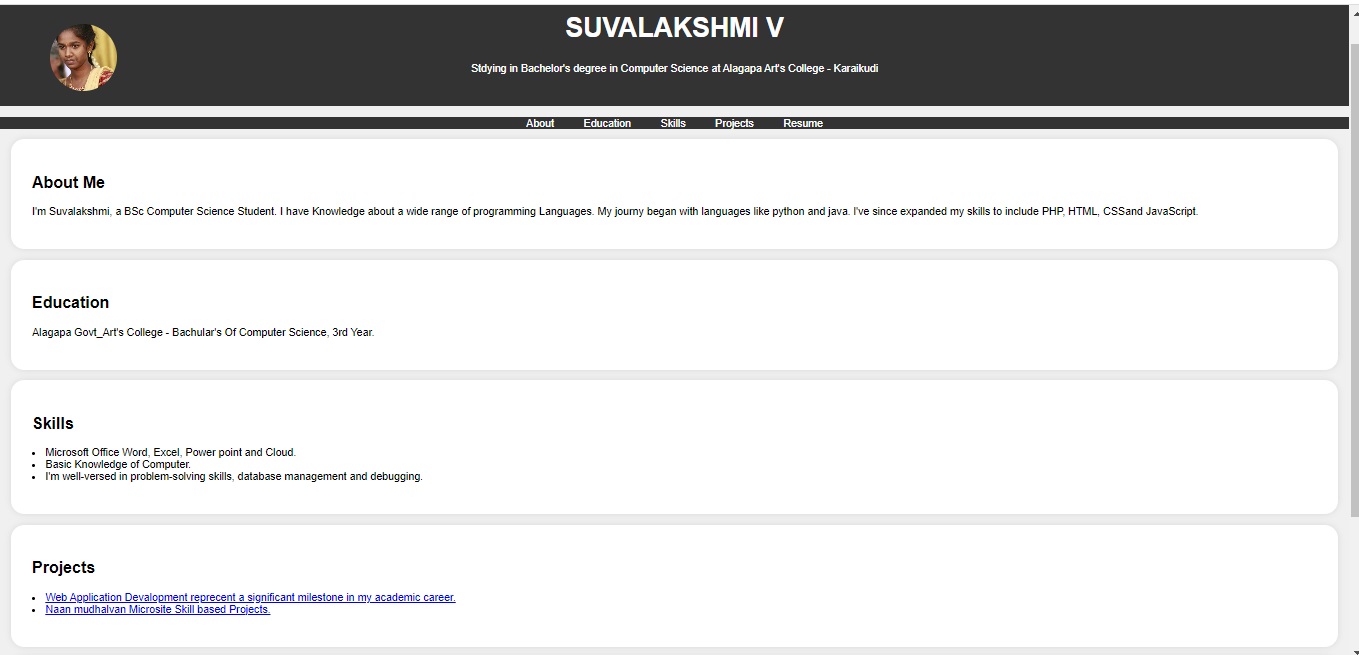 SUVALAKSHMI V
Stdying in Bachelor's degree in Computer Science at Alagapa Art's College - Karaikudi
About Education Skills Projects Resume
About Me
I'm Suvalakshmi, a BSc Computer Science Student. I have Knowledge about a wide range of programming Languages. My journy began with languages like python and java. I've since expanded my skills to include PHP, HTML, CSSand JavaScript.
Education
Alagapa Govt_Art's College - Bachular's Of Computer Science, 3rd Year.
Skills
• Microsoft Office Word, Excel, Power point and Cloud.
• Basic Knowledge of Computer.
• I'm well-versed in problem-solving skills, database management and debugging.
Projects
• Web Application Devalopment reprecent a significant milestone in my academic career.
• Naan mudhalvan Microsite Skill based Projects.